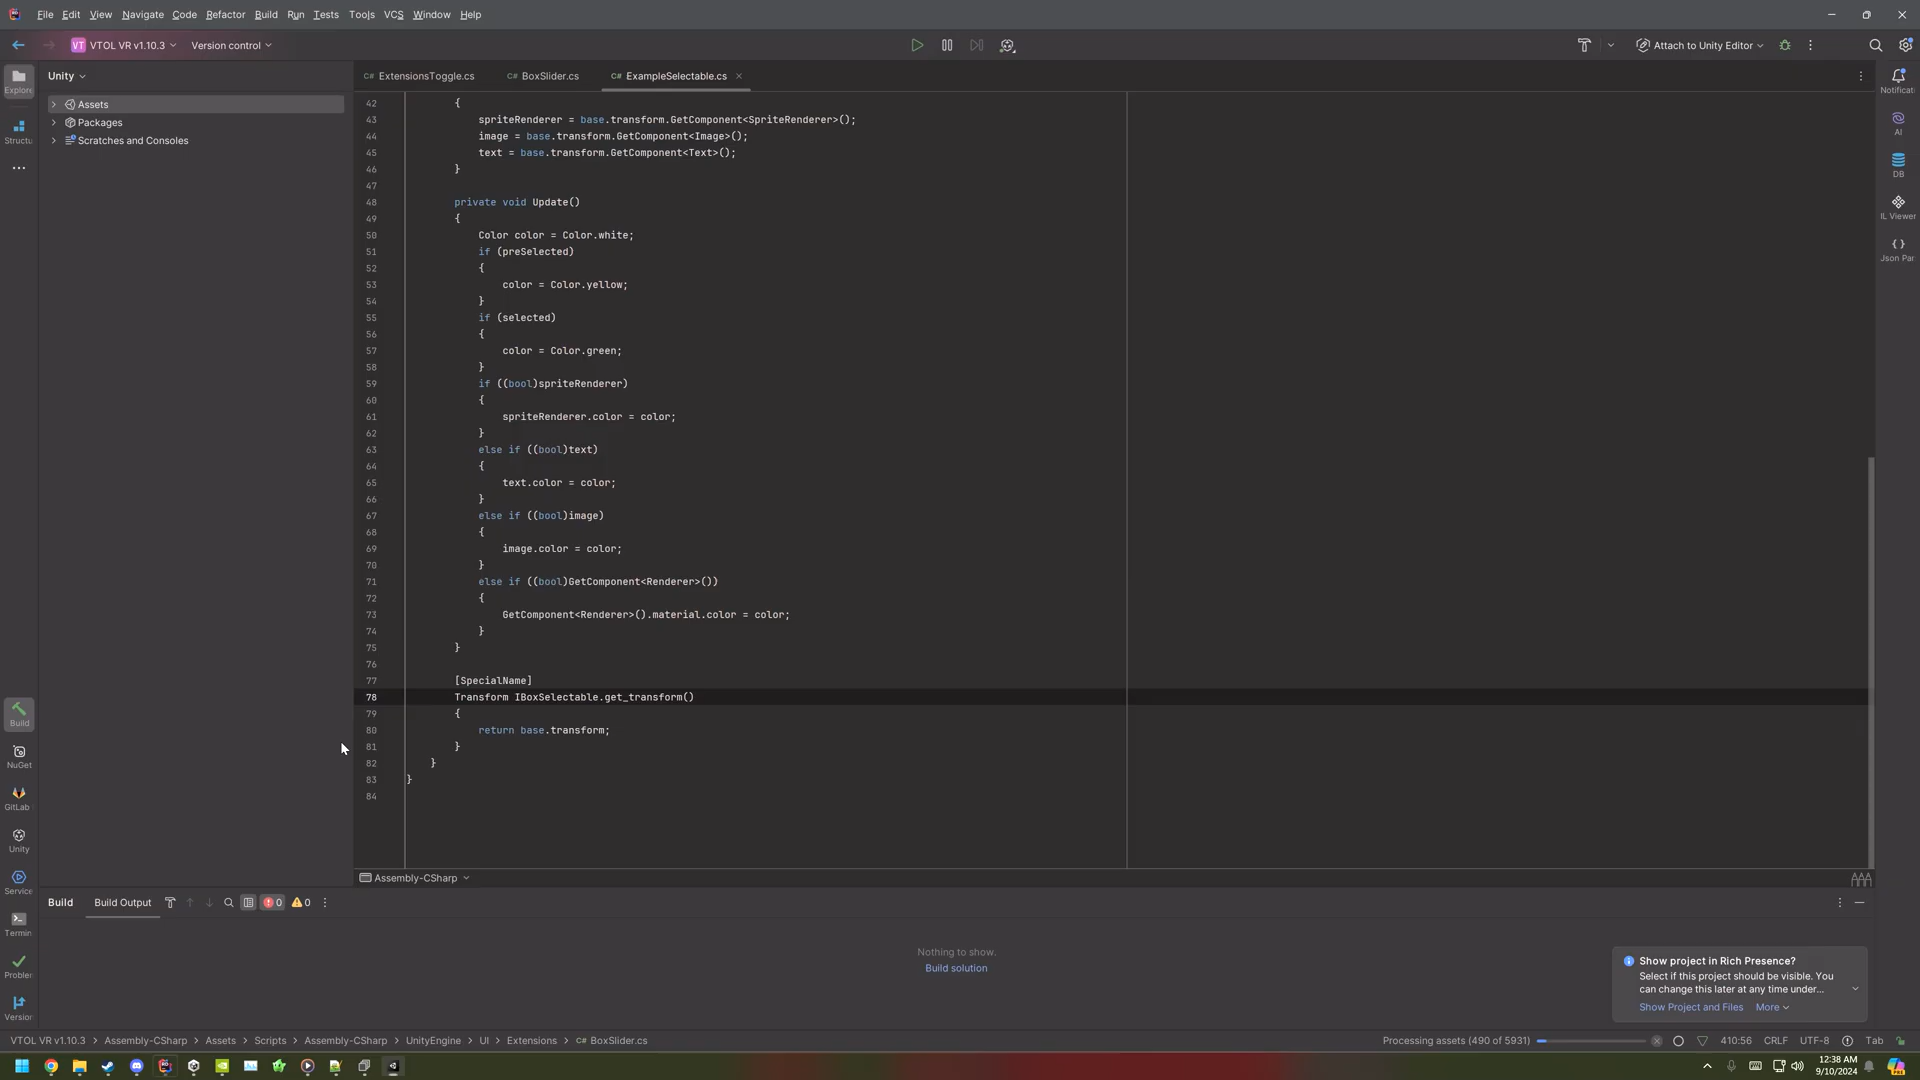 File Edit View Navigate Code Refactor Build Run Tests Tools VCS Window Help
VT VTOL VR v1.10.3 Version control Attach to Unity Editor
Explore
Structu
Build
NuGet
GitLab
Unity
Service
Termin
Problem
Version
Unity
Assets
Packages
Scratches and Consoles
C# ExtensionsToggle.cs C# BoxSlider.cs C# ExampleSelectable.cs
42 {
43 spriteRenderer = base.transform.GetComponent<SpriteRenderer>();
44 image = base.transform.GetComponent<Image>();
45 text = base.transform.GetComponent<Text>();
46 }
47
48 private void Update()
49 {
50 Color color = Color.white;
51 if (preSelected)
52 {
53 color = Color.yellow;
54 }
55 if (selected)
56 {
57 color = Color.green;
58 }
59 if ((bool)spriteRenderer)
60 {
61 spriteRenderer.color = color;
62 }
63 else if ((bool)text)
64 {
65 text.color = color;
66 }
67 else if ((bool)image)
68 {
69 image.color = color;
70 }
71 else if ((bool)GetComponent<Renderer>())
72 {
73 GetComponent<Renderer>().material.color = color;
74 }
75 }
76
77 [SpecialName]
78 Transform IBoxSelectable.get_transform()
79 {
80 return base.transform;
81 }
82 }
83 }
84
Notificati
AI
DB
IL Viewer
Json Par
Assembly-CSharp
Build Build Output 0 0
Nothing to show.
Build solution
Show project in Rich Presence?
Select if this project should be visible. You
can change this later at any time under...
Show Project and Files More
VTOL VR v1.10.3 > Assembly-CSharp > Assets > Scripts > Assembly-CSharp > UnityEngine > UI > Extensions > C# BoxSlider.cs Processing assets (490 of 5931) 410:56 CRLF UTF-8 Tab
12:38 AM
9/10/2024